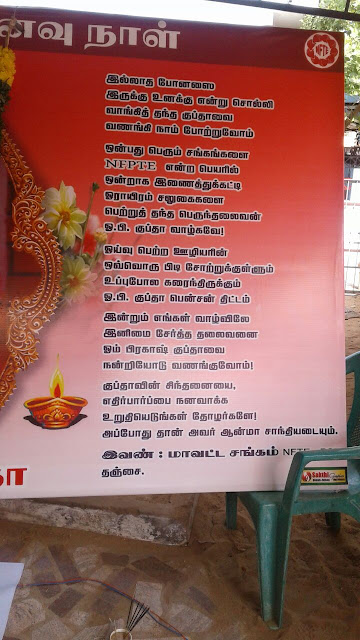 னவு நாள்
NFTE
இல்லாத போனஸை
இருக்கு உனக்கு என்று சொல்லி
வாங்கித் தந்த குப்தாவை
வணங்கி நாம் போற்றுவோம்
ஒன்பது பெரும் சங்கங்களை
NFPTE என்ற பெயரில்
ஒன்றாக இணைத்துக்கட்டி
ஓராயிரம் சலுகைகளை
பெற்றுத் தந்த பெருந்தலைவன்
ஓ.பி. குப்தா வாழ்கவே!
ஓய்வு பெற்ற ஊழியரின்
ஒவ்வொரு பிடி சோற்றுக்குள்ளும்
உப்புபோல கரைந்திருக்கும்
ஓ.பி. குப்தா பென்சன் திட்டம்
இன்றும் எங்கள் வாழ்விலே
இனிமை சேர்த்த தலைவனை
ஓம் பிரகாஷ் குப்தாவை
நன்றியோடு வணங்குவோம்!
குப்தாவின் சிந்தனையை,
எதிர்பார்ப்பை நனவாக்க
உறுதியெடுங்கள் தோழர்களே!
அப்போது தான் அவர் ஆன்மா சாந்தியடையும்.
இவண் : மாவட்ட சங்கம்
தஞ்சை.
Sakthi